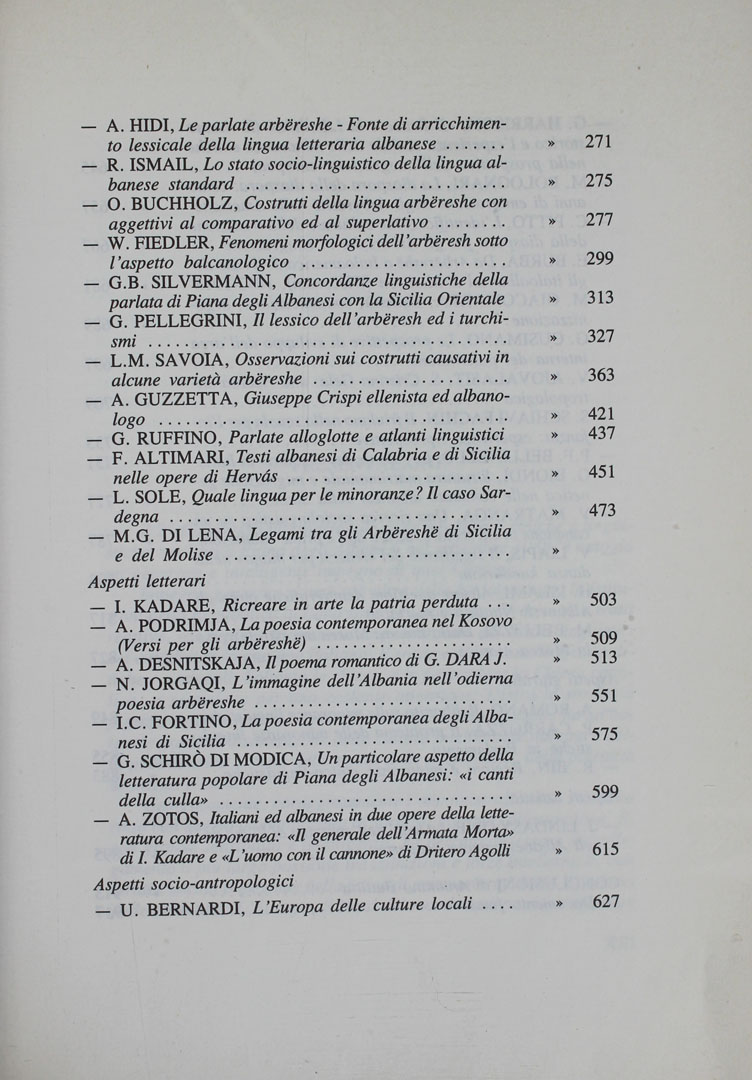 — A. HIDI, Le parlate arbëreshe - Fonte di arricchimen-
to lessicale della lingua letteraria albanese ....... » 271
— R. ISMAIL, Lo stato socio-linguistico della lingua al-
banese standard .............................. » 275
— O. BUCHHOLZ, Costrutti della lingua arbëreshe con
aggettivi al comparativo ed al superlativo ........ » 277
— W. FIEDLER, Fenomeni morfologici dell'arbëresh sotto
l'aspetto balcanologico ........................ » 299
— G.B. SILVERMANN, Concordanze linguistiche della
parlata di Piana degli Albanesi con la Sicilia Orientale » 313
— G. PELLEGRINI, Il lessico dell'arbëresh ed i turchi-
smi ......................................... » 327
— L.M. SAVOIA, Osservazioni sui costrutti causativi in
alcune varietà arbëreshe ....................... » 363
— A. GUZZETTA, Giuseppe Crispi ellenista ed albano-
logo ........................................ » 421
— G. RUFFINO, Parlate alloglotte e atlanti linguistici » 437
— F. ALTIMARI, Testi albanesi di Calabria e di Sicilia
nelle opere di Hervás .......................... » 451
— L. SOLE, Quale lingua per le minoranze? Il caso Sar-
degna ....................................... » 473
— M.G. DI LENA, Legami tra gli Arbëreshë di Sicilia
e del Molise ................................. »
Aspetti letterari
— I. KADARE, Ricreare in arte la patria perduta ... » 503
— A. PODRIMJA, La poesia contemporanea nel Kosovo
(Versi per gli arbëreshë) ....................... » 509
— A. DESNITSKAJA, Il poema romantico di G. DARA J. » 513
— N. JORGAQI, L'immagine dell'Albania nell'odierna
poesia arbëreshe .............................. » 551
— I.C. FORTINO, La poesia contemporanea degli Alba-
nesi di Sicilia ................................ » 575
— G. SCHIRÒ DI MODICA, Un particolare aspetto della
letteratura popolare di Piana degli Albanesi: «i canti
della culla» .................................. » 599
— A. ZOTOS, Italiani ed albanesi in due opere della lette-
ratura contemporanea: «Il generale dell'Armata Morta»
di I. Kadare e «L'uomo con il cannone» di Dritero Agolli » 615
Aspetti socio-antropologici
— U. BERNARDI, L'Europa delle culture locali .... » 627